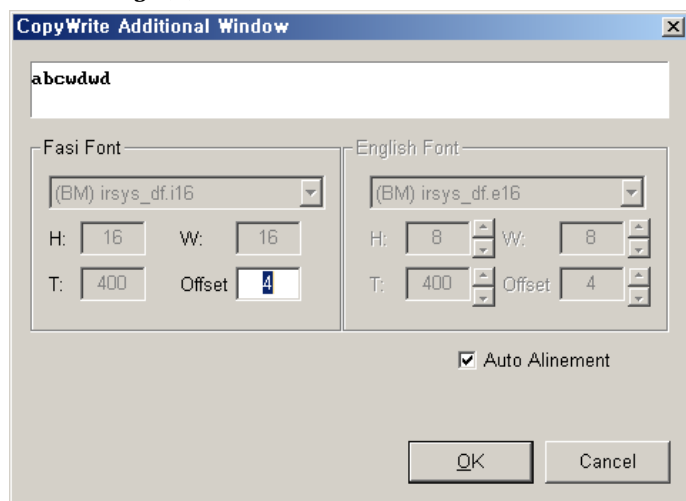 CopyWrite Additional Window
abcwdwd
Fasi Font
English Font
(BM) irsys_df.i16
(BM) irsys_df.e16
H: 16 W: 16
H: 8 W: 8
T: 400 Offset 4
T: 400 Offset 4
Auto Alinement
OK
Cancel